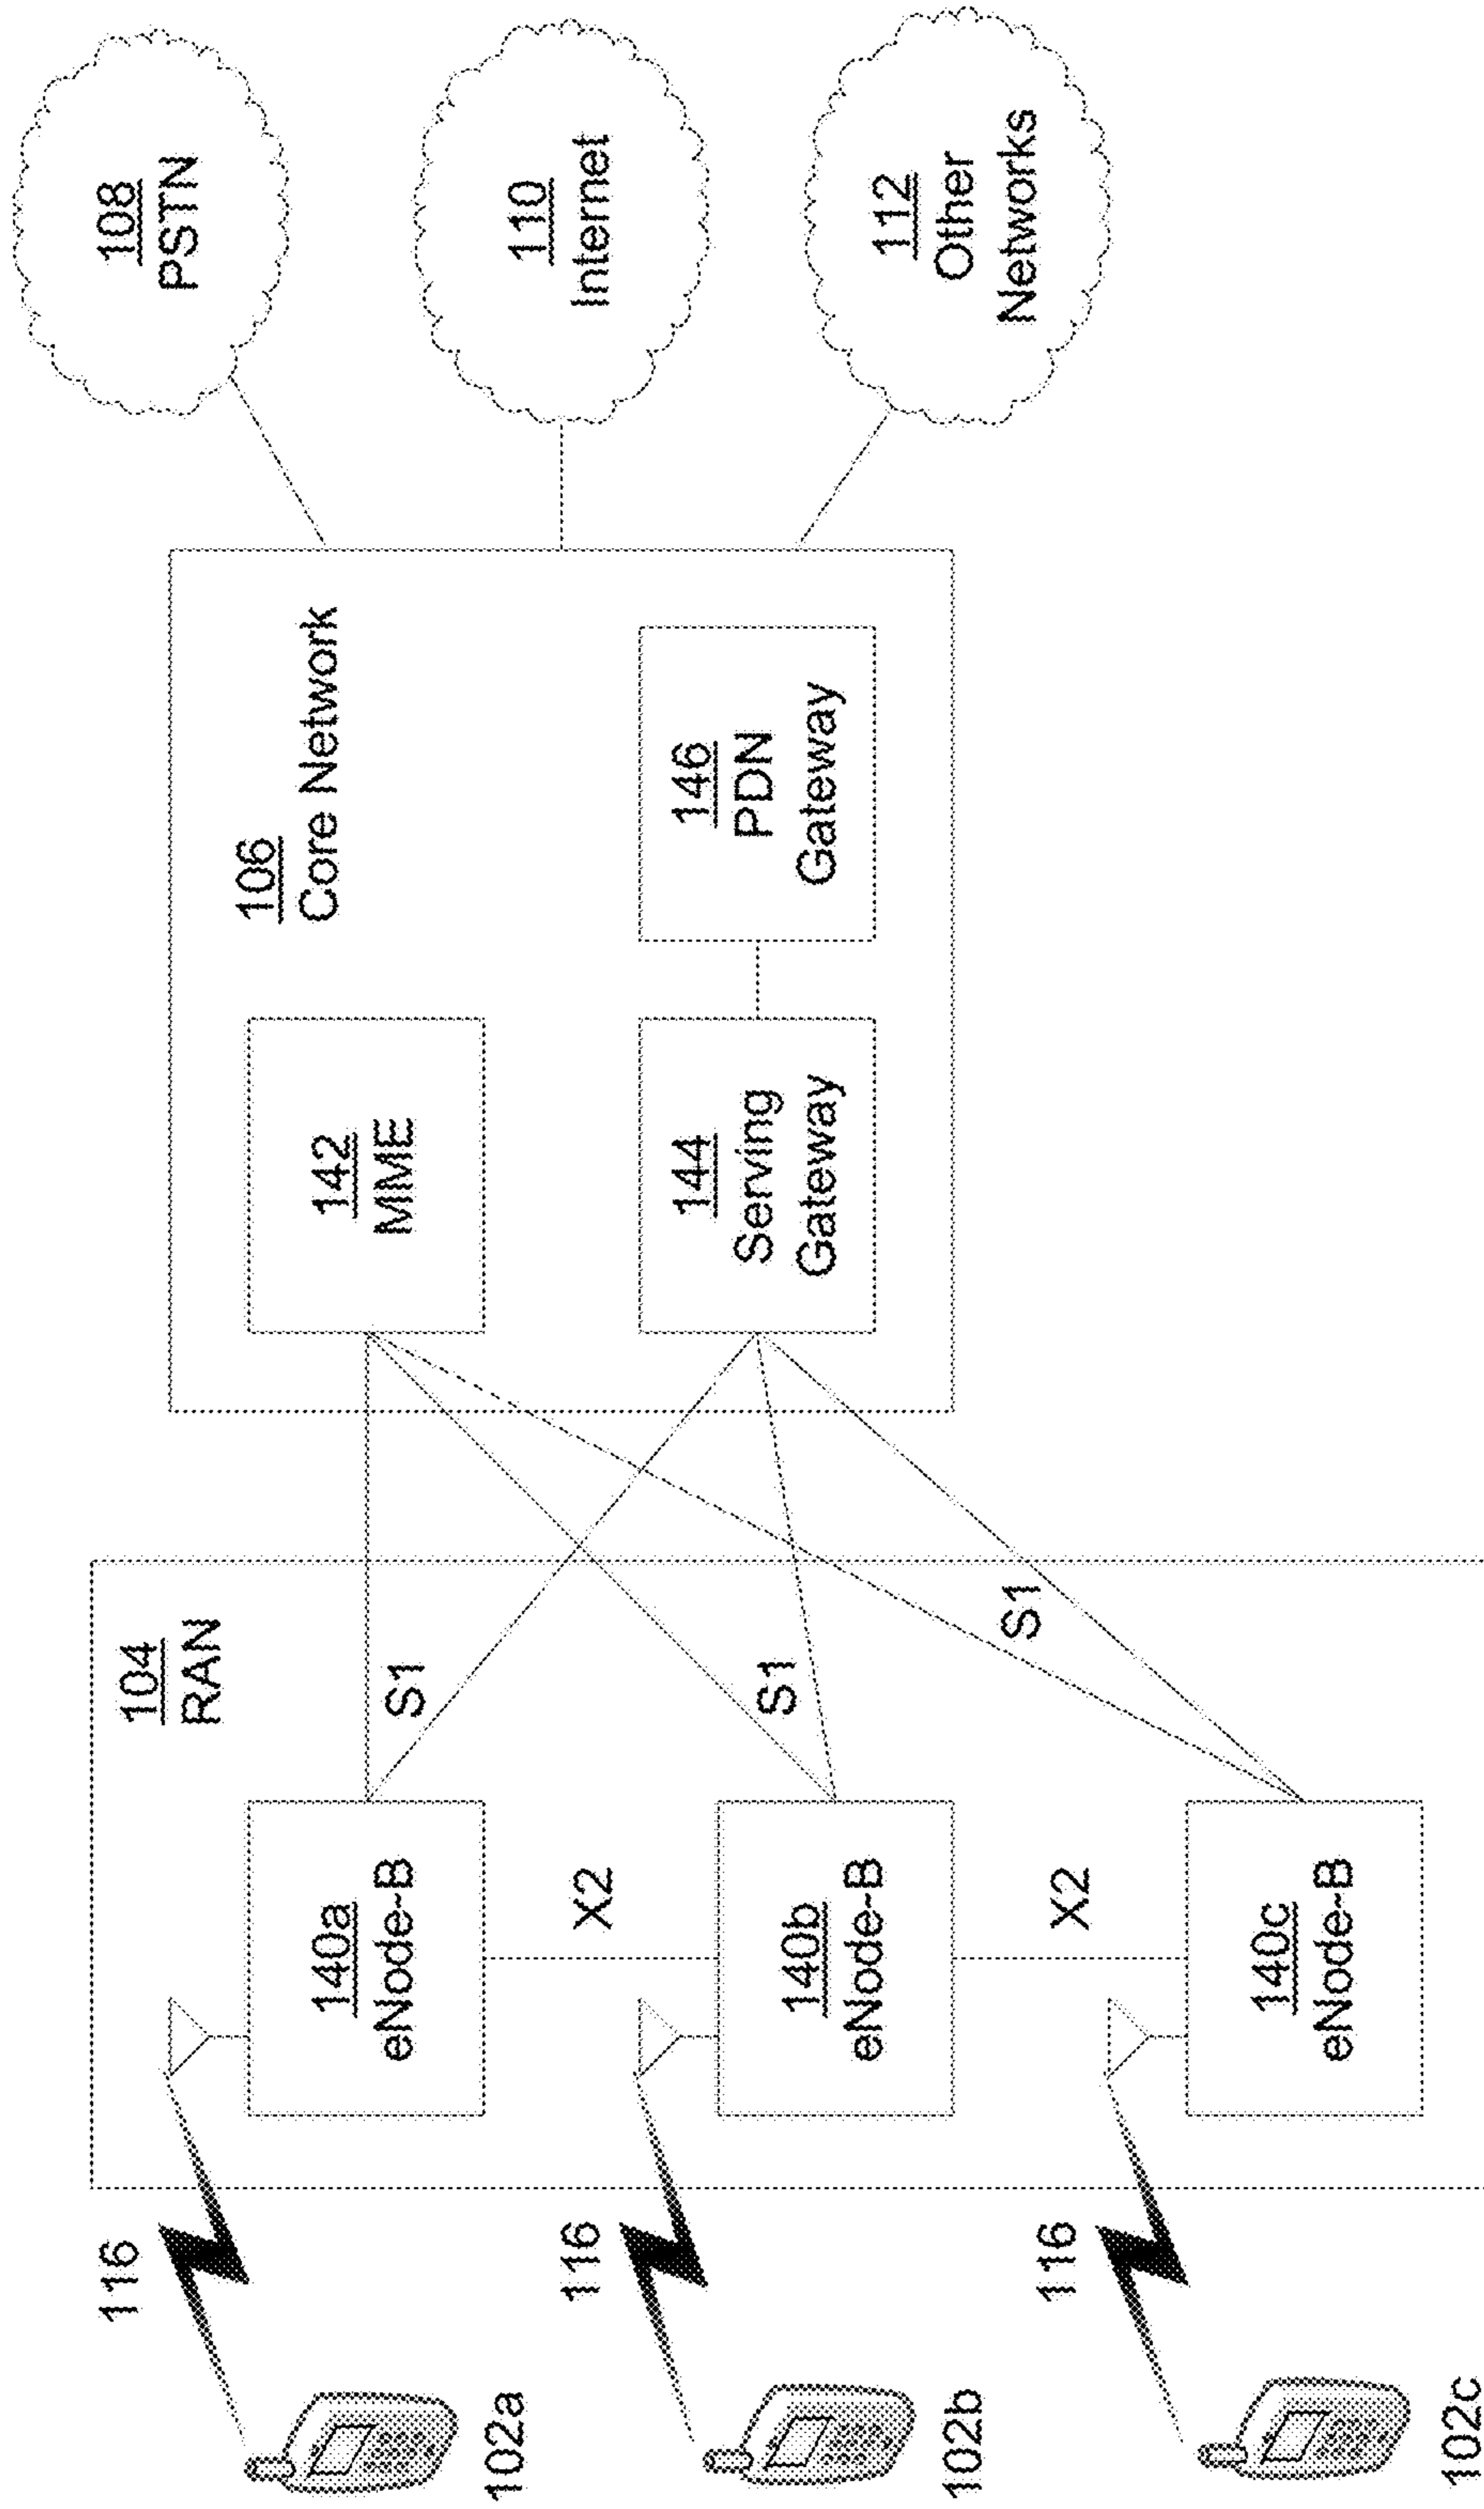 116
102a
116
102b
116
102c
104
RAN
140a
eNode-B
X2
140b
eNode-B
X2
140c
eNode-B
S1
S1
S1
106
Core Network
142
MME
144
Serving
Gateway
146
PDN
Gateway
108
PSTN
110
Internet
112
Other
Networks